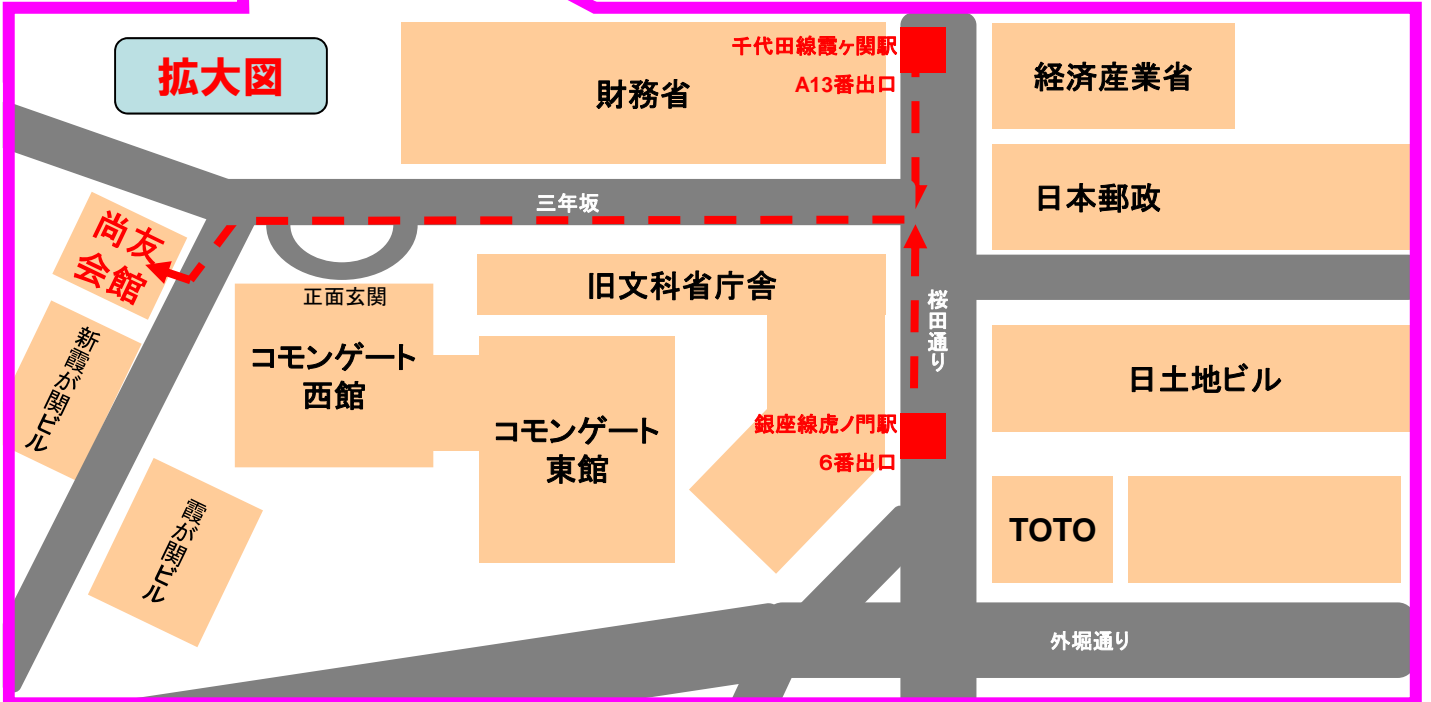 拡大図
財務省
千代田線霞ヶ関駅
A13番出口
経済産業省
日本郵政
三年坂
尚友
会館
正面玄関
旧文科省庁舎
桜田通り
新霞が関ビル
コモンゲート
西館
コモンゲート
東館
日土地ビル
銀座線虎ノ門駅
6番出口
霞が関ビル
TOTO
外堀通り